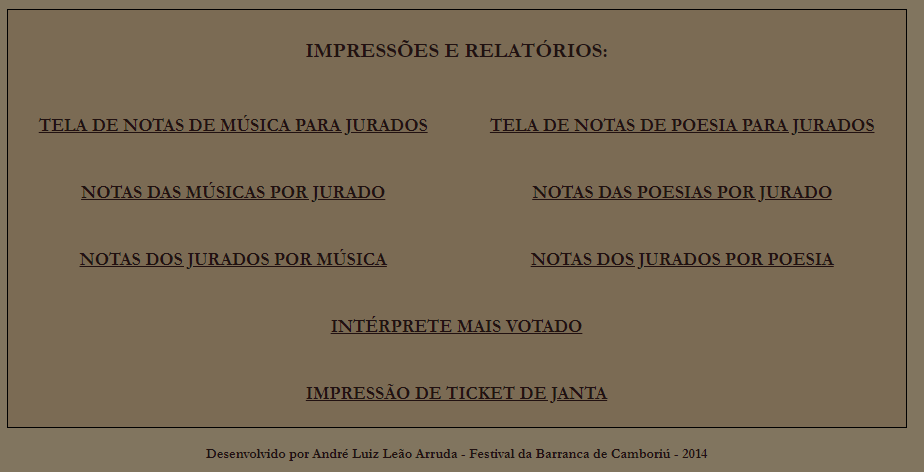 IMPRESSÕES E RELATÓRIOS:
TELA DE NOTAS DE MÚSICA PARA JURADOS
TELA DE NOTAS DE POESIA PARA JURADOS
NOTAS DAS MÚSICAS POR JURADO
NOTAS DAS POESIAS POR JURADO
NOTAS DOS JURADOS POR MÚSICA
NOTAS DOS JURADOS POR POESIA
INTÉRPRETE MAIS VOTADO
IMPRESSÃO DE TICKET DE JANTA
Desenvolvido por André Luiz Leão Arruda - Festival da Barranca de Camboriú - 2014